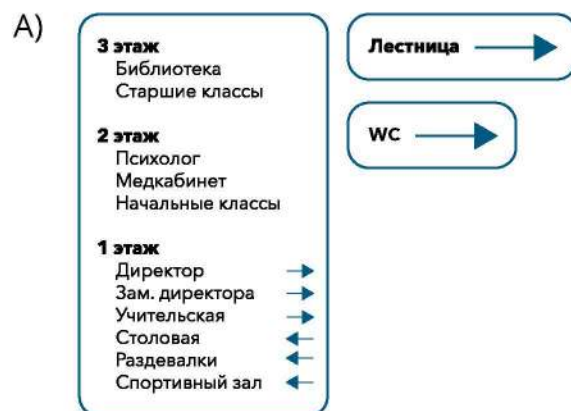 А)
3 этаж
Библиотека
Старшие классы
2 этаж
Психолог
Медкабинет
Начальные классы
1 этаж
Директор
Зам. директора
Учительская
Столовая
Раздевалки
Спортивный зал
Лестница
WC